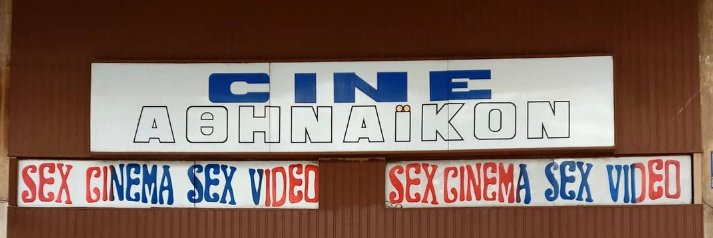 CINE
ΑΘΗΝΑΪΚΟΝ
SEX CINEMA SEX VIDEO
SEX CINEMA SEX VIDEO